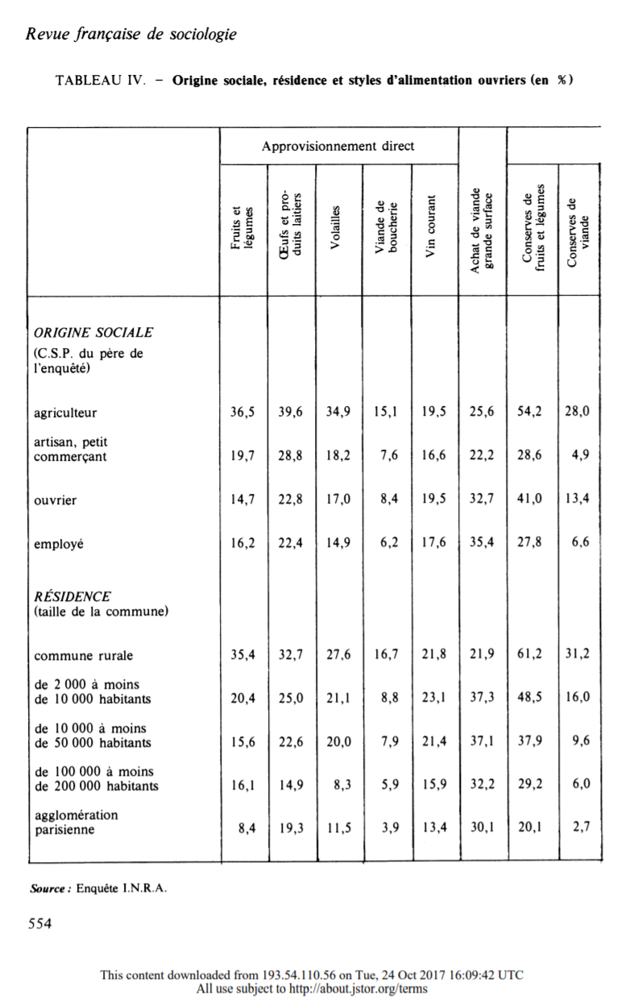 Revue française de sociologie
TABLEAU IV. – Origine sociale, résidence et styles d'alimentation ouvriers (en %)
Approvisionnement direct
Fruits et
légumes
Œufs et pro-
duits laitiers
Volailles
Viande de
boucherie
Vin courant
Achat de viande
grande surface
Conserves de
fruits et légumes
Conserves de
viande
ORIGINE SOCIALE
(C.S.P. du père de
l'enquêté)
agriculteur 36,5 39,6 34,9 15,1 19,5 25,6 54,2 28,0
artisan, petit
commerçant 19,7 28,8 18,2 7,6 16,6 22,2 28,6 4,9
ouvrier 14,7 22,8 17,0 8,4 19,5 32,7 41,0 13,4
employé 16,2 22,4 14,9 6,2 17,6 35,4 27,8 6,6
RÉSIDENCE
(taille de la commune)
commune rurale 35,4 32,7 27,6 16,7 21,8 21,9 61,2 31,2
de 2 000 à moins
de 10 000 habitants 20,4 25,0 21,1 8,8 23,1 37,3 48,5 16,0
de 10 000 à moins
de 50 000 habitants 15,6 22,6 20,0 7,9 21,4 37,1 37,9 9,6
de 100 000 à moins
de 200 000 habitants 16,1 14,9 8,3 5,9 15,9 32,2 29,2 6,0
agglomération
parisienne 8,4 19,3 11,5 3,9 13,4 30,1 20,1 2,7
Source : Enquête I.N.R.A.
554
This content downloaded from 193.54.110.56 on Tue, 24 Oct 2017 16:09:42 UTC
All use subject to http://about.jstor.org/terms